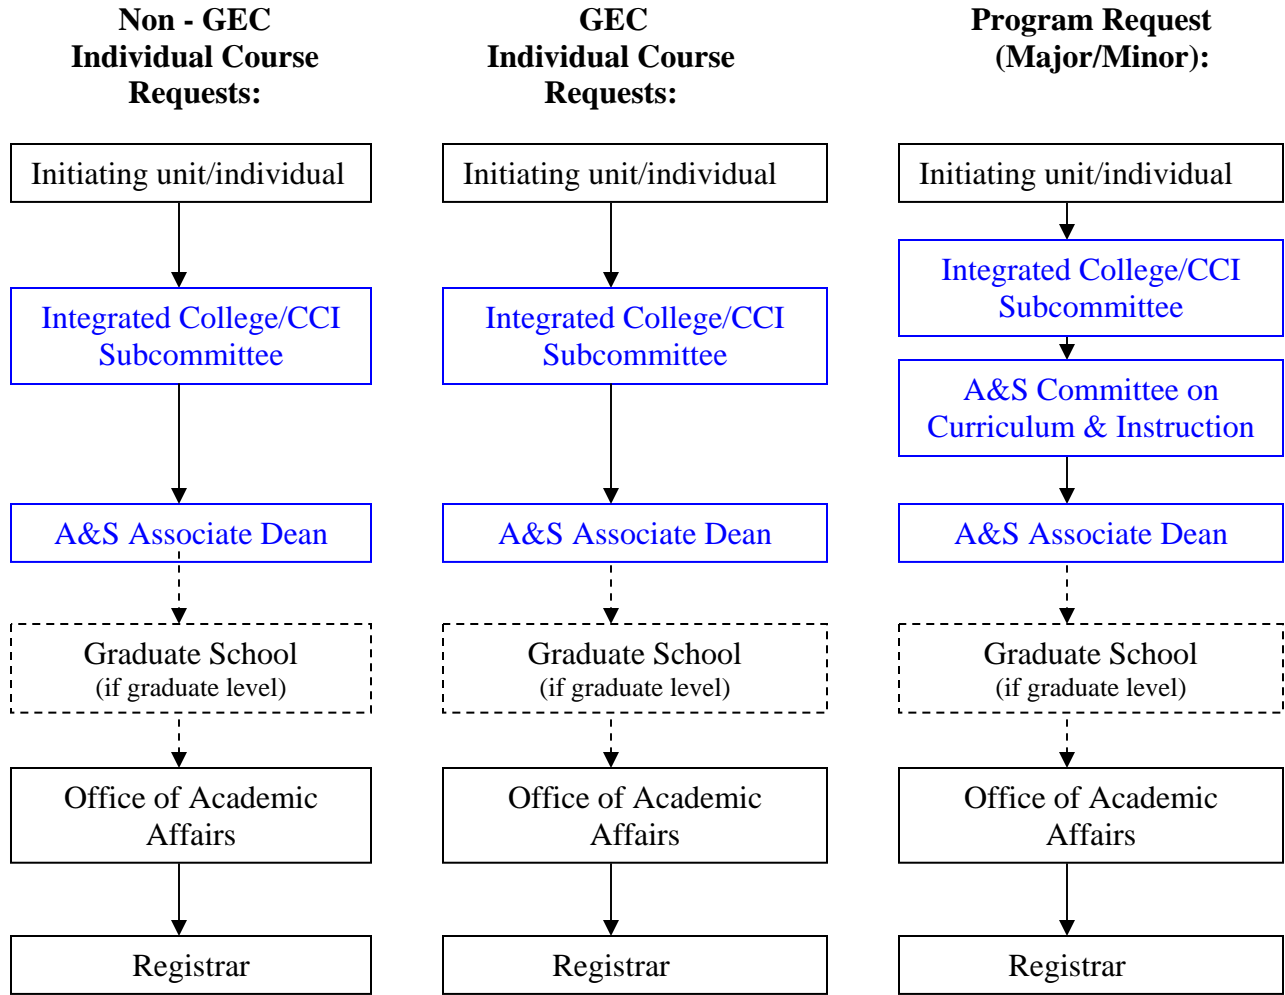 Non - GEC
Individual Course
Requests:
Initiating unit/individual
Integrated College/CCI
Subcommittee
A&S Associate Dean
Graduate School
(if graduate level)
Office of Academic
Affairs
Registrar
GEC
Individual Course
Requests:
Initiating unit/individual
Integrated College/CCI
Subcommittee
A&S Associate Dean
Graduate School
(if graduate level)
Office of Academic
Affairs
Registrar
Program Request
(Major/Minor):
Initiating unit/individual
Integrated College/CCI
Subcommittee
A&S Committee on
Curriculum & Instruction
A&S Associate Dean
Graduate School
(if graduate level)
Office of Academic
Affairs
Registrar